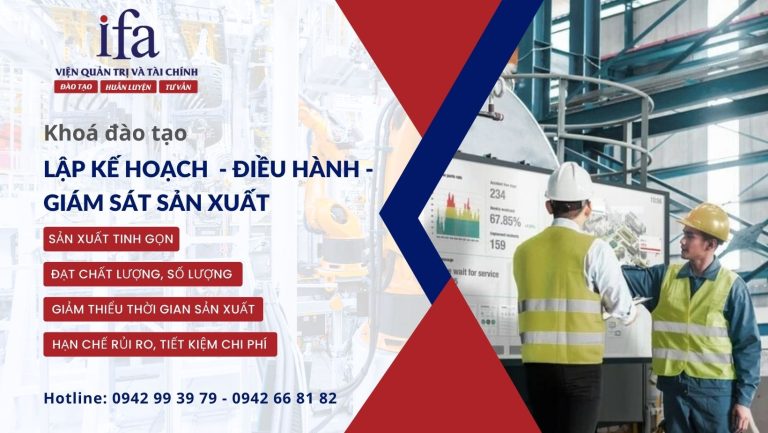 ifa
VIỆN QUẢN TRỊ VÀ TÀI CHÍNH
ĐÀO TẠO HUẤN LUYỆN TƯ VẤN
Khoá đào tạo
LẬP KẾ HOẠCH - ĐIỀU HÀNH -
GIÁM SÁT SẢN XUẤT
SẢN XUẤT TINH GỌN
ĐẠT CHẤT LƯỢNG, SỐ LƯỢNG
GIẢM THIỂU THỜI GIAN SẢN XUẤT
HẠN CHẾ RỦI RO, TIẾT KIỆM CHI PHÍ
Hotline: 0942 99 39 79 - 0942 66 81 82
234
67.85%
159
wait for service